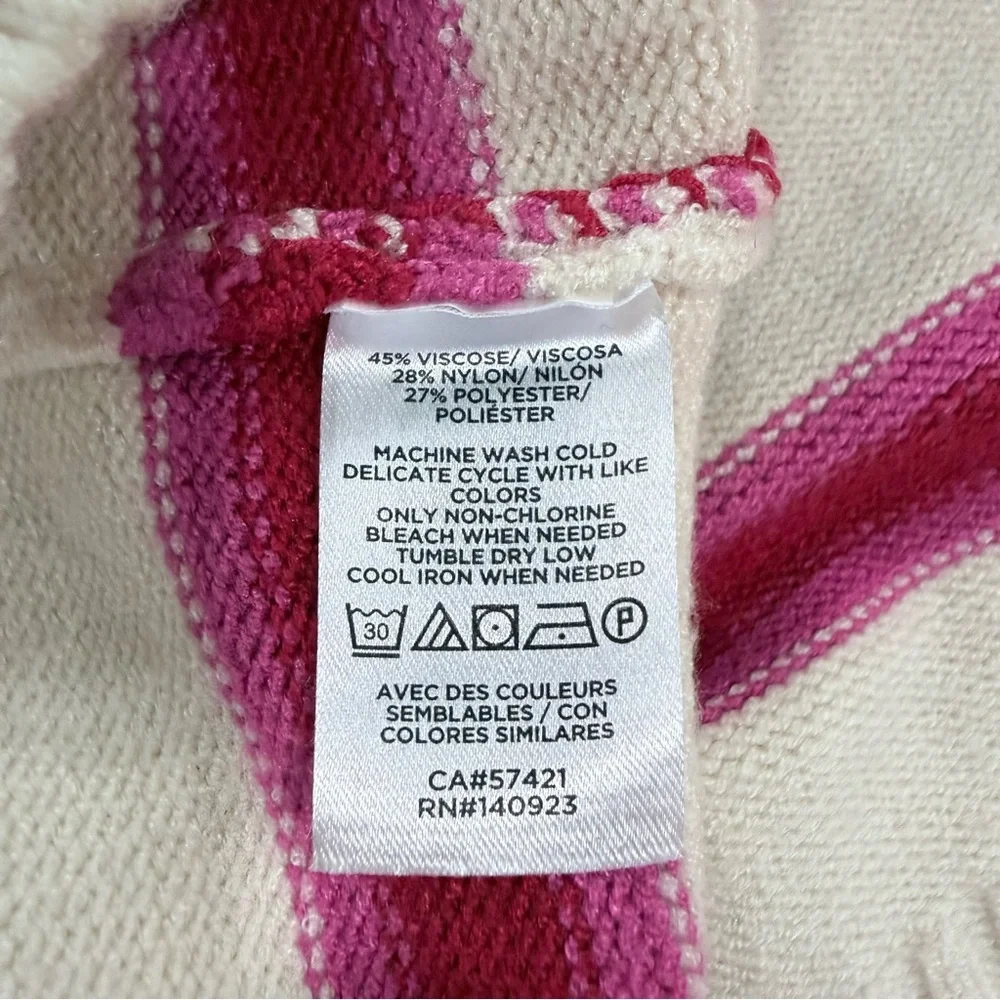 45% VISCOSE/ VISCOSA
28% NYLON/ NILÓN
27% POLYESTER/
POLIÉSTER
MACHINE WASH COLD
DELICATE CYCLE WITH LIKE
COLORS
ONLY NON-CHLORINE
BLEACH WHEN NEEDED
TUMBLE DRY LOW
COOL IRON WHEN NEEDED
30 P
AVEC DES COULEURS
SEMBLABLES / CON
COLORES SIMILARES
CA#57421
RN#140923